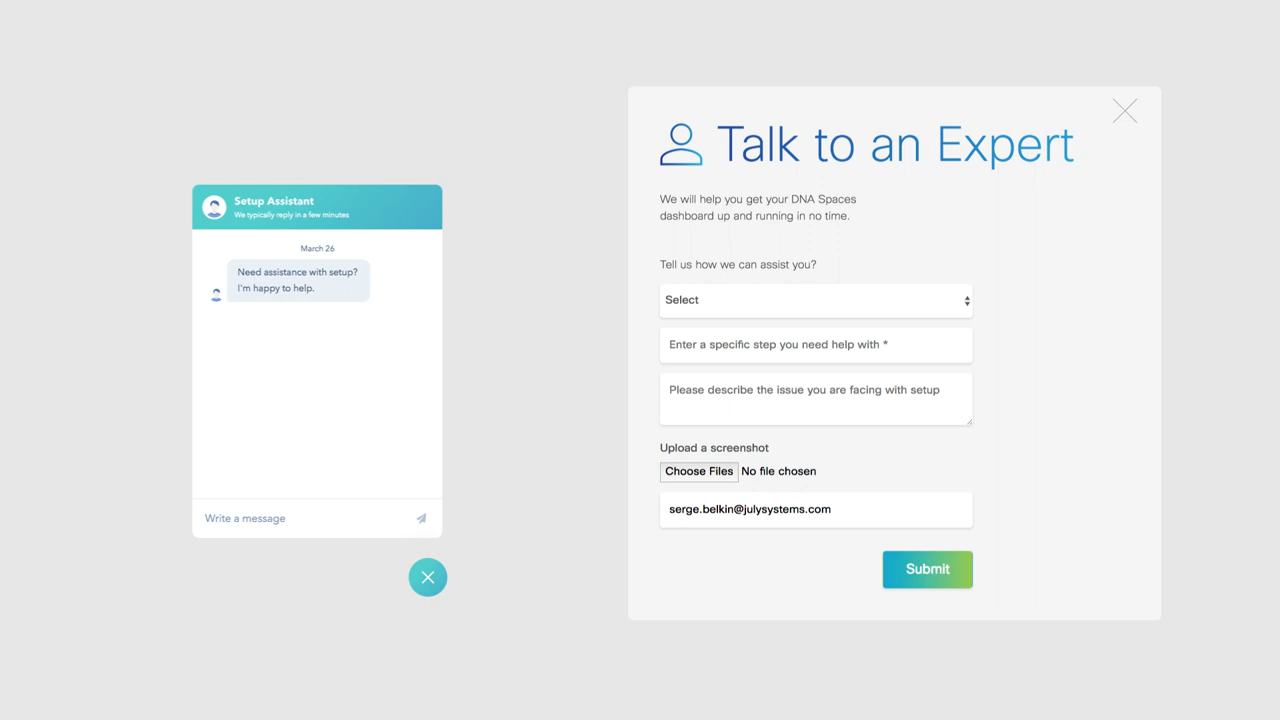 Setup Assistant
We typically reply in a few minutes
March 26
Need assistance with setup?
I'm happy to help.
Write a message
Talk to an Expert
We will help you get your DNA Spaces
dashboard up and running in no time.
Tell us how we can assist you?
Select
Enter a specific step you need help with *
Please describe the issue you are facing with setup
Upload a screenshot
Choose Files No file chosen
serge.belkin@julysystems.com
Submit